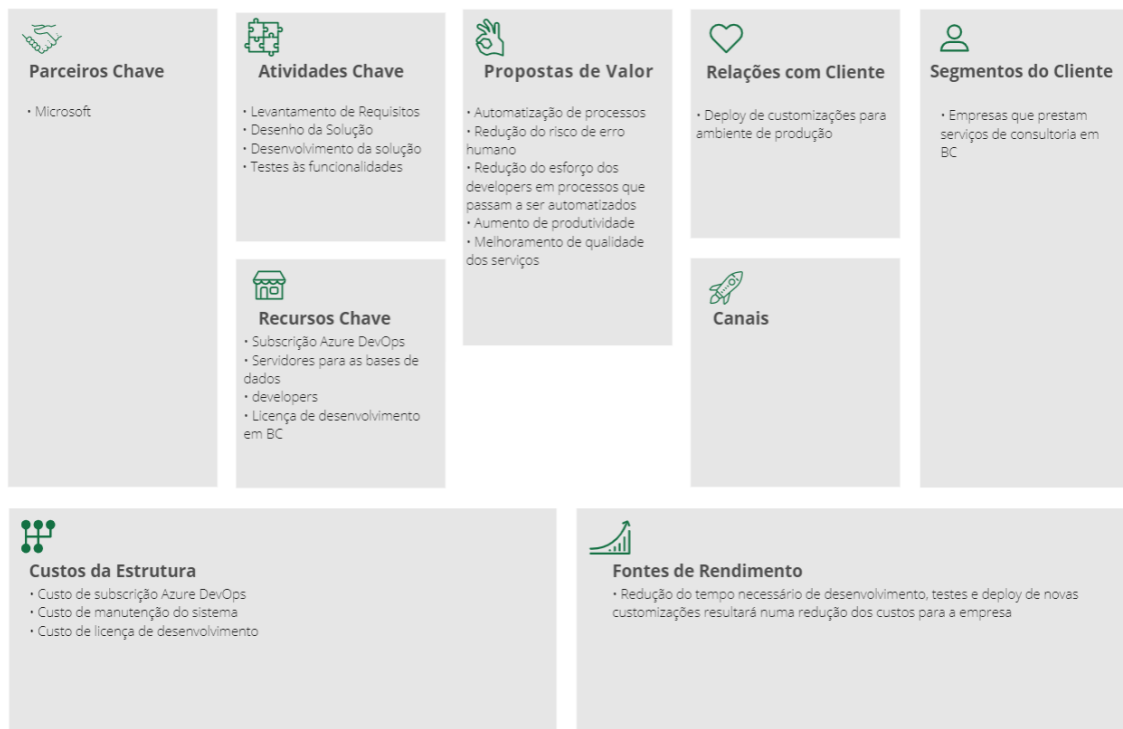 Parceiros Chave
• Microsoft
Atividades Chave
• Levantamento de Requisitos
• Desenho da Solução
• Desenvolvimento da solução
• Testes às funcionalidades
Recursos Chave
• Subscrição Azure DevOps
• Servidores para as bases de
dados
• developers
• Licença de desenvolvimento
em BC
Propostas de Valor
• Automatização de processos
• Redução do risco de erro
humano
• Redução do esforço dos
developers em processos que
passam a ser automatizados
• Aumento de produtividade
• Melhoramento de qualidade
dos serviços
Relações com Cliente
• Deploy de customizações para
ambiente de produção
Canais
Segmentos do Cliente
• Empresas que prestam
serviços de consultoria em
BC
Custos da Estrutura
• Custo de subscrição Azure DevOps
• Custo de manutenção do sistema
• Custo de licença de desenvolvimento
Fontes de Rendimento
• Redução do tempo necessário de desenvolvimento, testes e deploy de novas
customizações resultará numa redução dos custos para a empresa